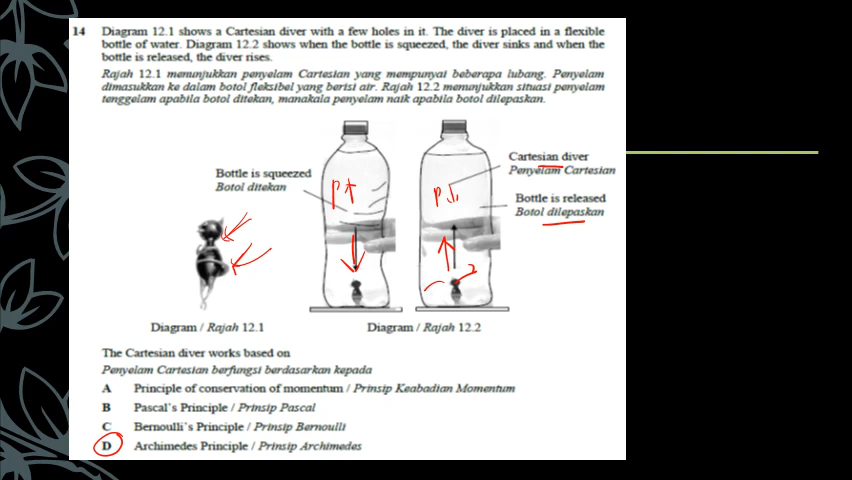 14 Diagram 12.1 shows a Cartesian diver with a few holes in it. The diver is placed in a flexible
bottle of water. Diagram 12.2 shows when the bottle is squeezed, the diver sinks and when the
bottle is released, the diver rises.
Rajah 12.1 menunjukkan penyelam Cartesian yang mempunyai beberapa lubang. Penyelam
dimasukkan ke dalam botol fleksibel yang berisi air. Rajah 12.2 menunjukkan situasi penyelam
tenggelam apabila botol ditekan, manakala penyelam naik apabila botol dilepaskan.
Bottle is squeezed
Botol ditekan
P↑
P↓
Cartesian diver
Penyelam Cartesian
Bottle is released
Botol dilepaskan
Diagram / Rajah 12.1
Diagram / Rajah 12.2
The Cartesian diver works based on
Penyelam Cartesian berfungsi berdasarkan kepada
A Principle of conservation of momentum / Prinsip Keabadian Momentum
B Pascal's Principle / Prinsip Pascal
C Bernoulli's Principle / Prinsip Bernoulli
D Archimedes Principle / Prinsip Archimedes